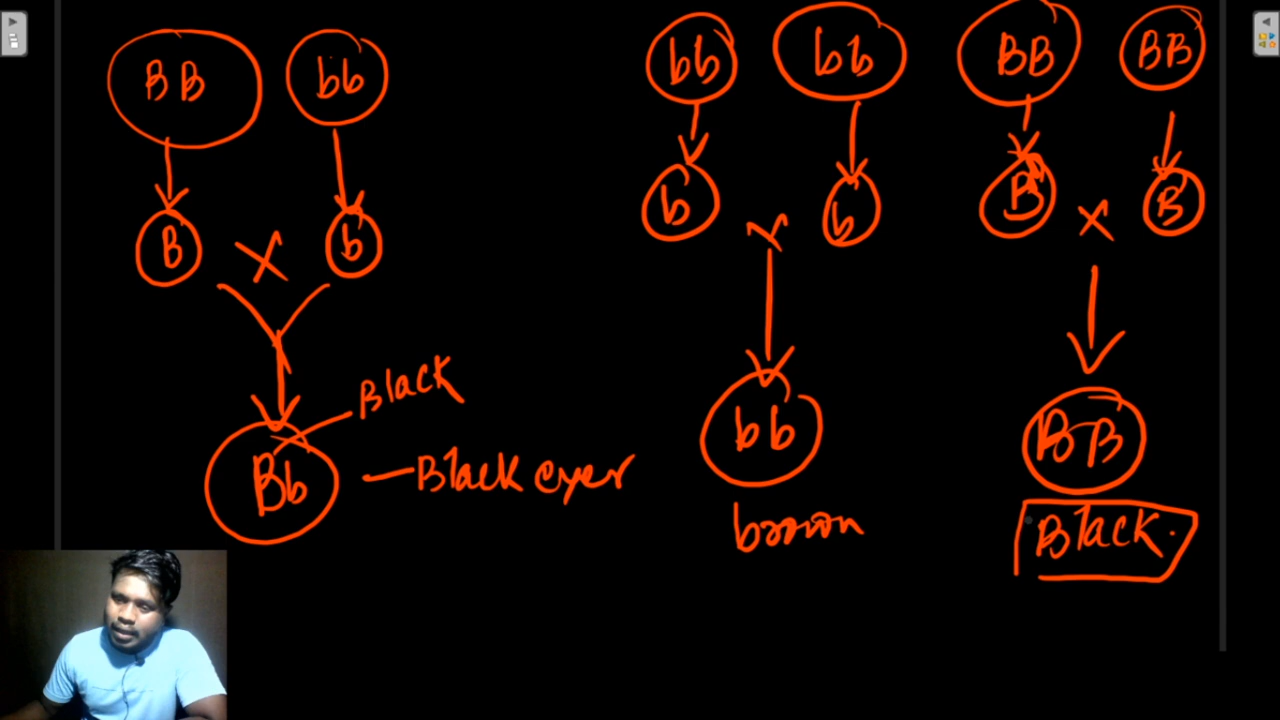 BB bb bb bb BB BB
B X b b X b B X B
Black
Bb — Black eyes
bb BB
brown Black.